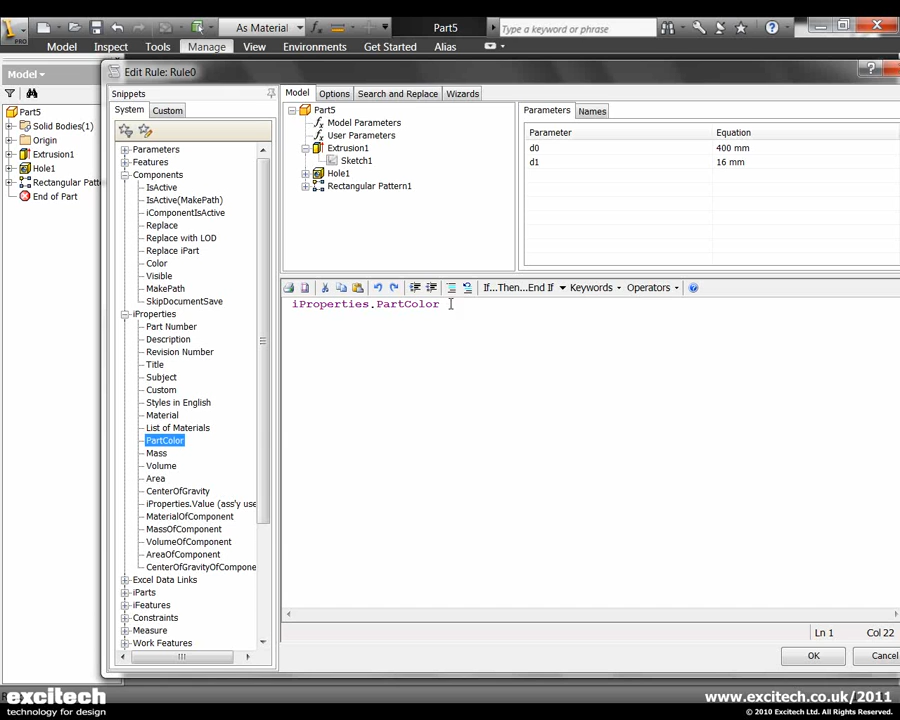 As Material
Part5
Type a keyword or phrase
Model Inspect Tools Manage View Environments Get Started Alias
Model
Part5
Solid Bodies(1)
Origin
Extrusion1
Hole1
Rectangular Patt
End of Part
Edit Rule: Rule0
Snippets
System Custom
Parameters
Features
Components
IsActive
IsActive(MakePath)
iComponentIsActive
Replace
Replace with LOD
Replace iPart
Color
Visible
MakePath
SkipDocumentSave
iProperties
Part Number
Description
Revision Number
Title
Subject
Custom
Styles in English
Material
List of Materials
PartColor
Mass
Volume
Area
CenterOfGravity
iProperties.Value (ass'y use
MaterialOfComponent
MassOfComponent
VolumeOfComponent
AreaOfComponent
CenterOfGravityOfCompone
Excel Data Links
iParts
iFeatures
Constraints
Measure
Work Features
Model Options Search and Replace Wizards
Part5
Model Parameters
User Parameters
Extrusion1
Sketch1
Hole1
Rectangular Pattern1
Parameters Names
Parameter Equation
d0 400 mm
d1 16 mm
If...Then...End If Keywords Operators
iProperties.PartColor
Ln 1 Col 22
OK Cancel
excitech
technology for design
www.excitech.co.uk/2011
© 2010 Excitech Ltd. All Rights Reserved.